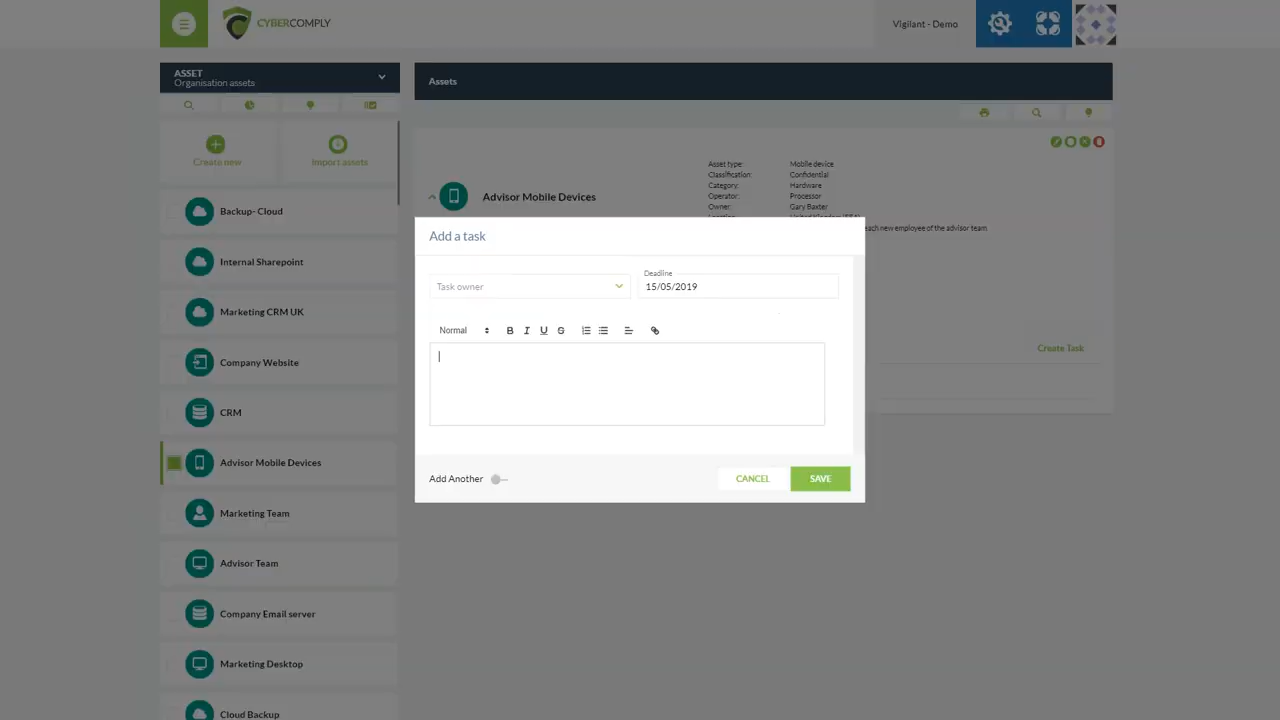 CYBERCOMPLY
Vigilant - Demo
ASSET
Organisation assets
Create new
Import assets
Backup- Cloud
Internal Sharepoint
Marketing CRM UK
Company Website
CRM
Advisor Mobile Devices
Marketing Team
Advisor Team
Company Email server
Marketing Desktop
Cloud Backup
Assets
Advisor Mobile Devices
Asset type: Mobile device
Classification: Confidential
Category: Hardware
Operator: Processor
Owner: Gary Baxter
each new employee of the advisor team.
Create Task
Add a task
Task owner
Deadline
15/05/2019
Normal
B I U S
Add Another
CANCEL
SAVE